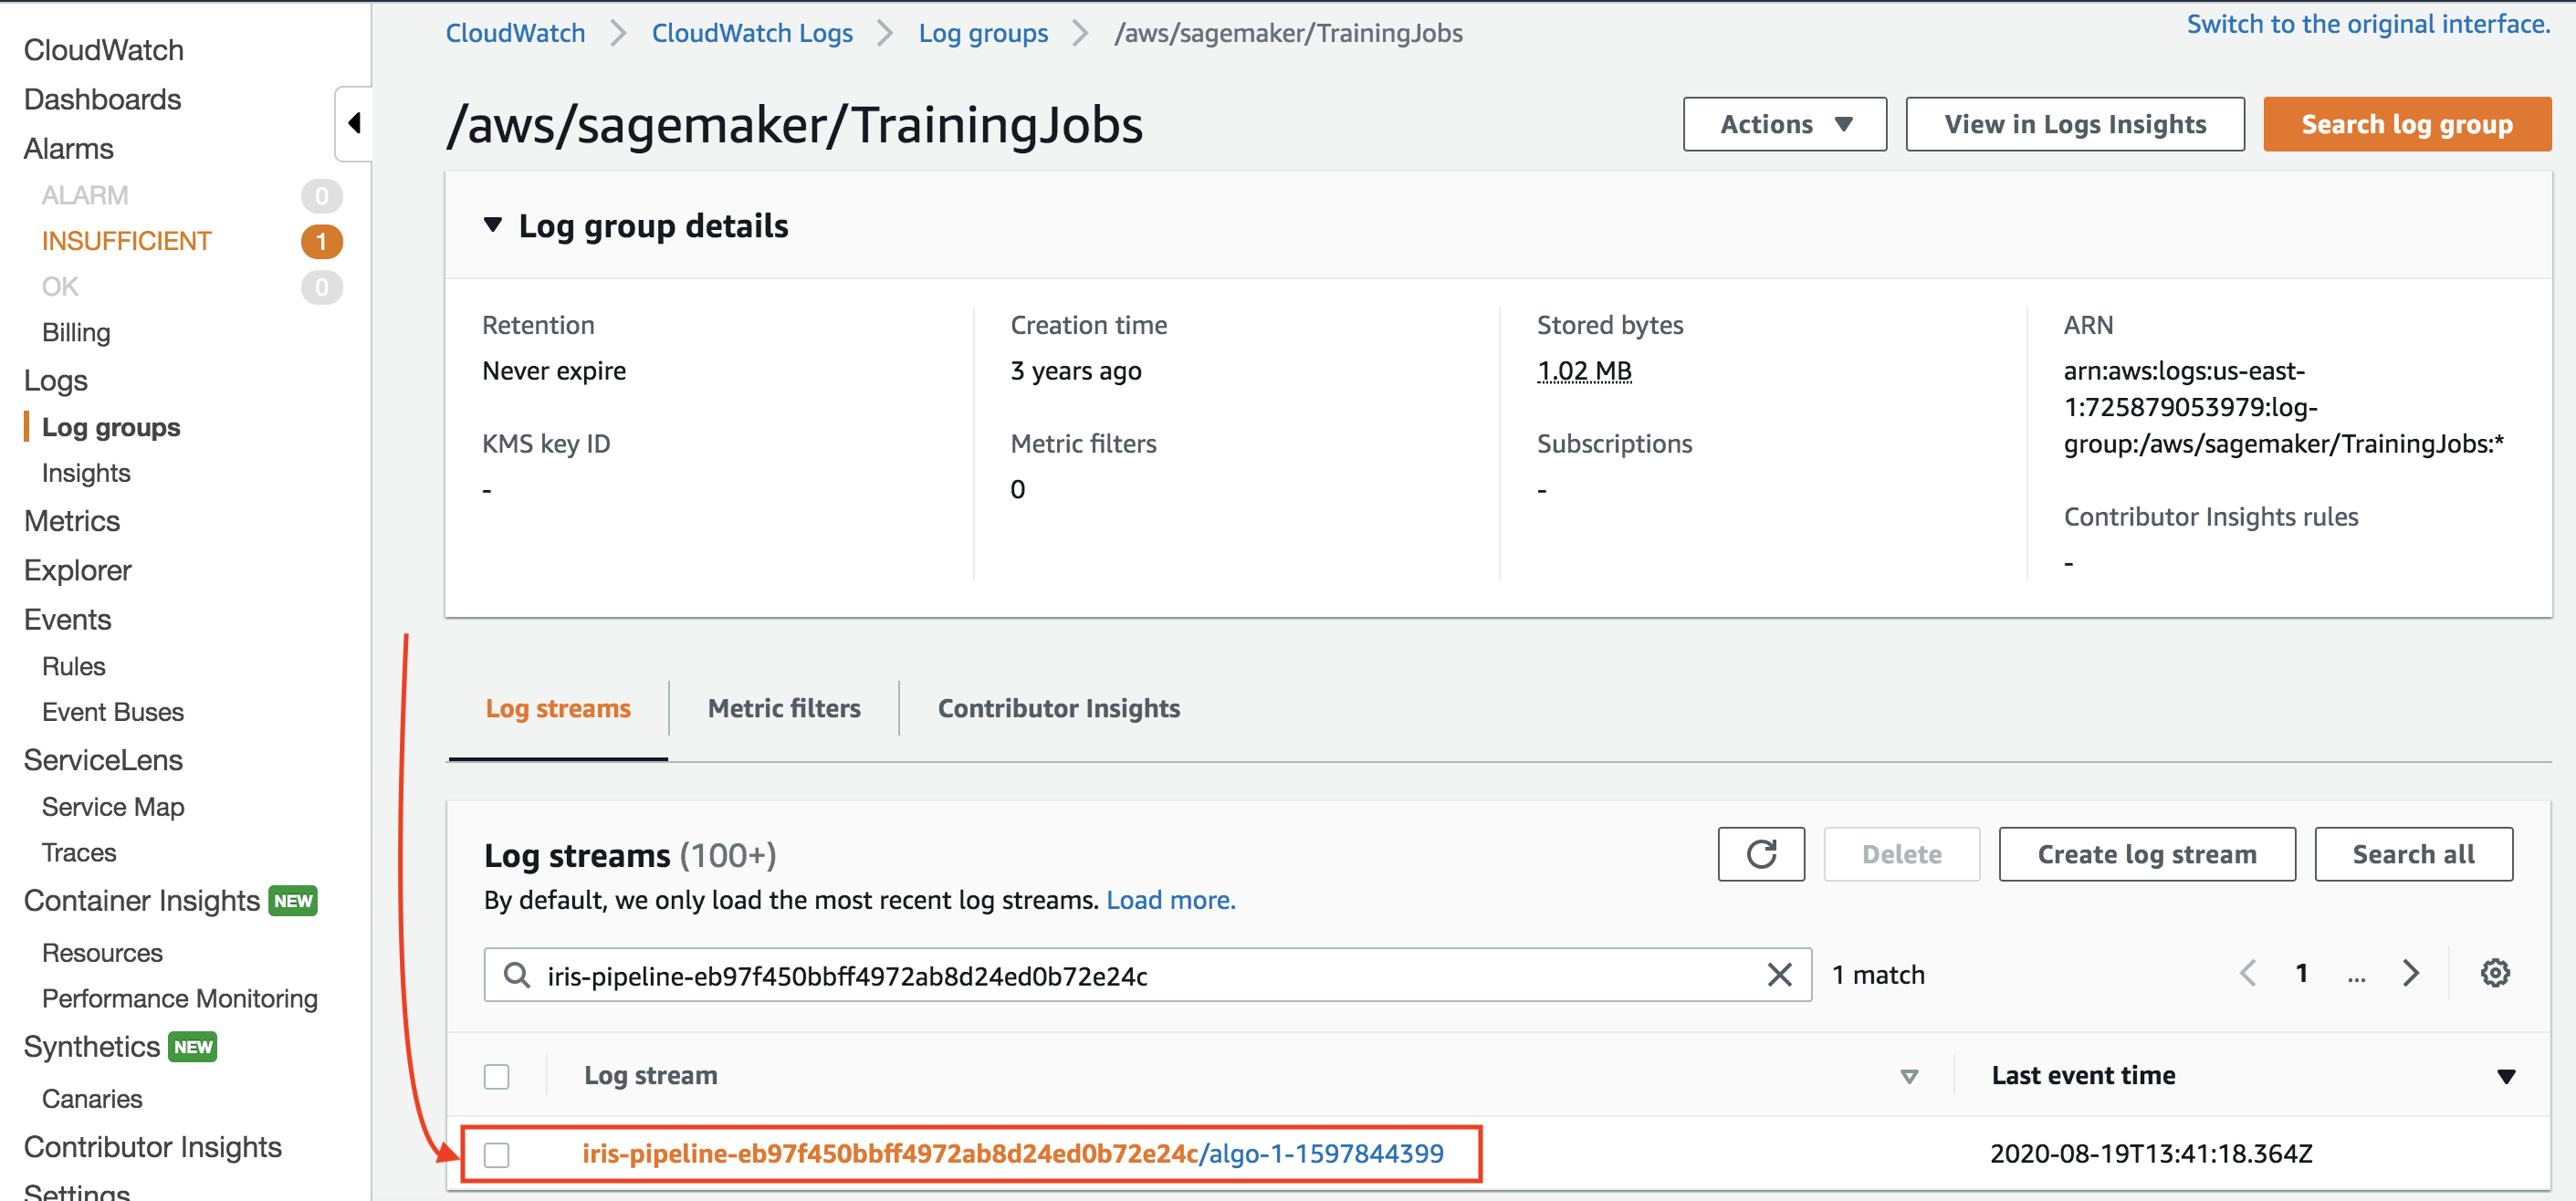 CloudWatch
Dashboards
Alarms
ALARM 0
INSUFFICIENT 1
OK 0
Billing
Logs
Log groups
Insights
Metrics
Explorer
Events
Rules
Event Buses
ServiceLens
Service Map
Traces
Container Insights NEW
Resources
Performance Monitoring
Synthetics NEW
Canaries
Contributor Insights
Settings
CloudWatch CloudWatch Logs Log groups /aws/sagemaker/TrainingJobs
Switch to the original interface.
/aws/sagemaker/TrainingJobs
Actions View in Logs Insights Search log group
Log group details
Retention
Never expire
KMS key ID
-
Creation time
3 years ago
Metric filters
0
Stored bytes
1.02 MB
Subscriptions
-
ARN
arn:aws:logs:us-east-
1:725879053979:log-
group:/aws/sagemaker/TrainingJobs:*
Contributor Insights rules
-
Log streams Metric filters Contributor Insights
Log streams (100+)
Delete Create log stream Search all
By default, we only load the most recent log streams. Load more.
iris-pipeline-eb97f450bbff4972ab8d24ed0b72e24c 1 match 1 ...
Log stream Last event time
iris-pipeline-eb97f450bbff4972ab8d24ed0b72e24c/algo-1-1597844399 2020-08-19T13:41:18.364Z